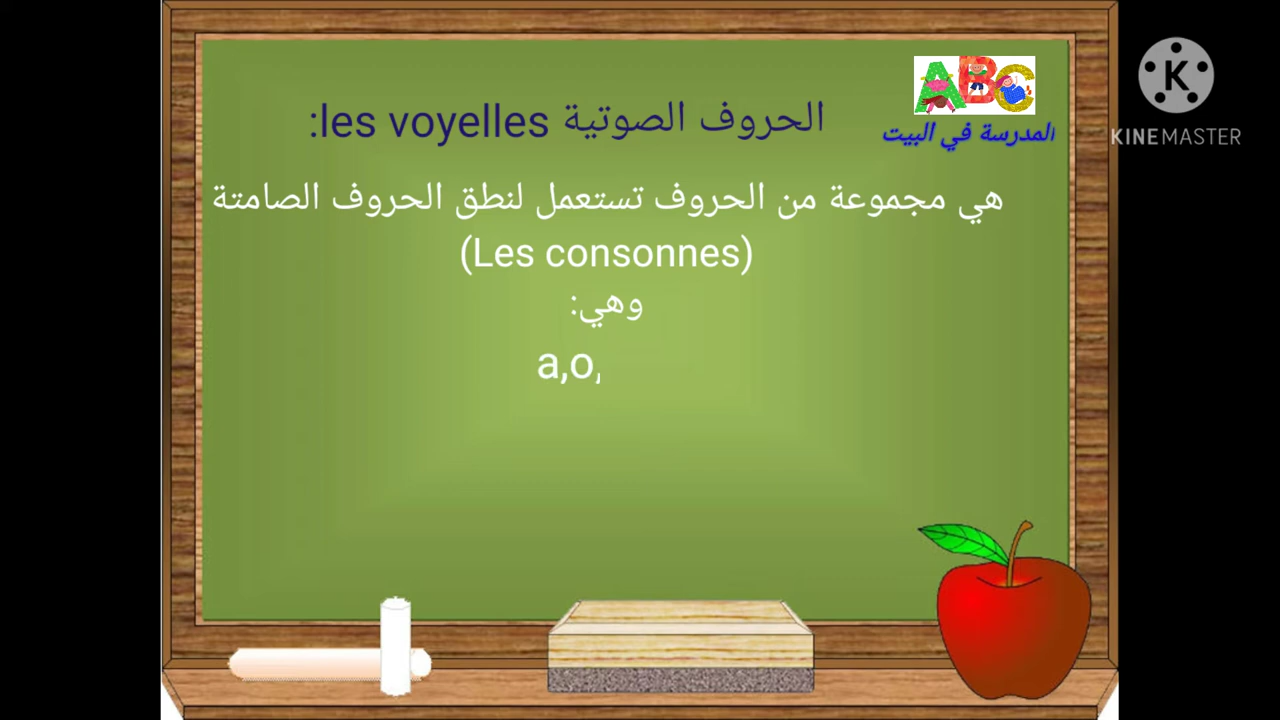 ABC
المدرسة في البيت
KINEMASTER
الحروف الصوتية les voyelles:
هي مجموعة من الحروف تستعمل لنطق الحروف الصامتة
(Les consonnes)
وهي:
a,o,